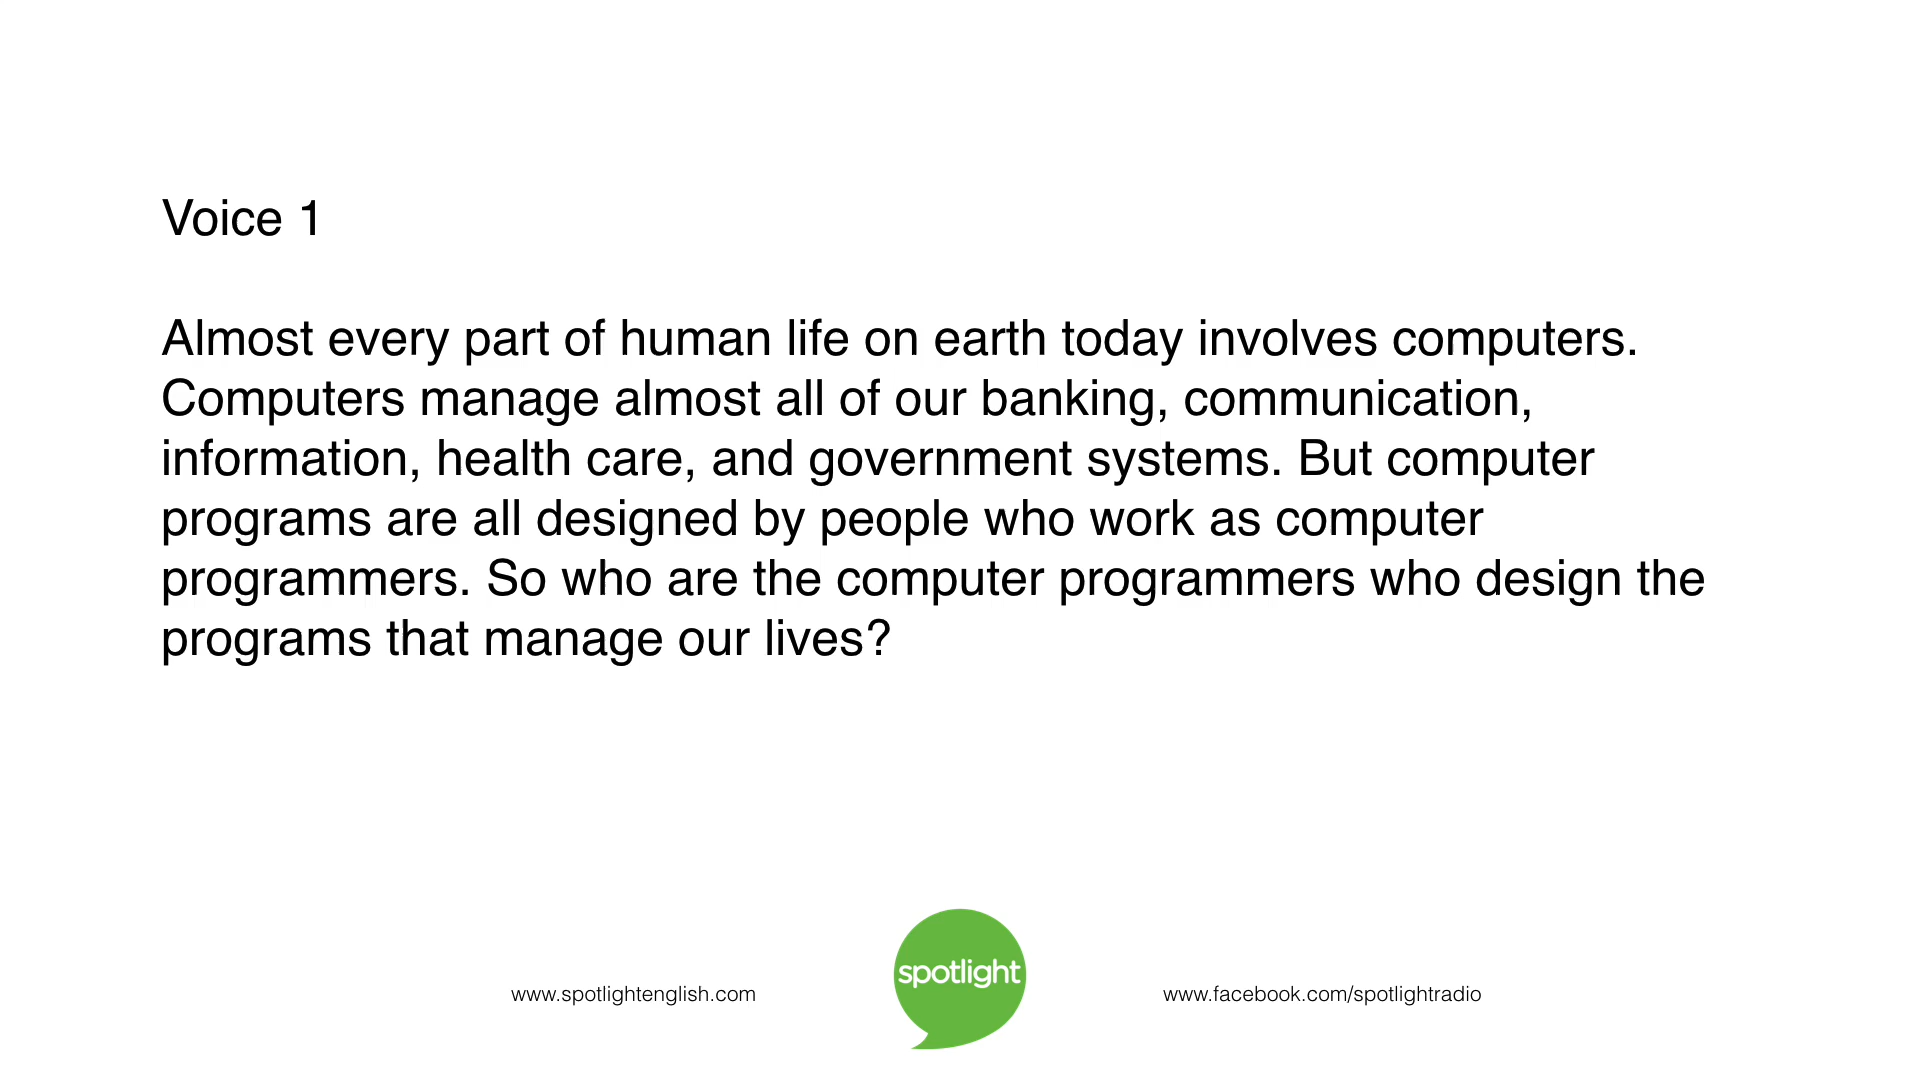 Voice 1
Almost every part of human life on earth today involves computers.
Computers manage almost all of our banking, communication,
information, health care, and government systems. But computer
programs are all designed by people who work as computer
programmers. So who are the computer programmers who design the
programs that manage our lives?
spotlight
www.spotlightenglish.com
www.facebook.com/spotlightradio